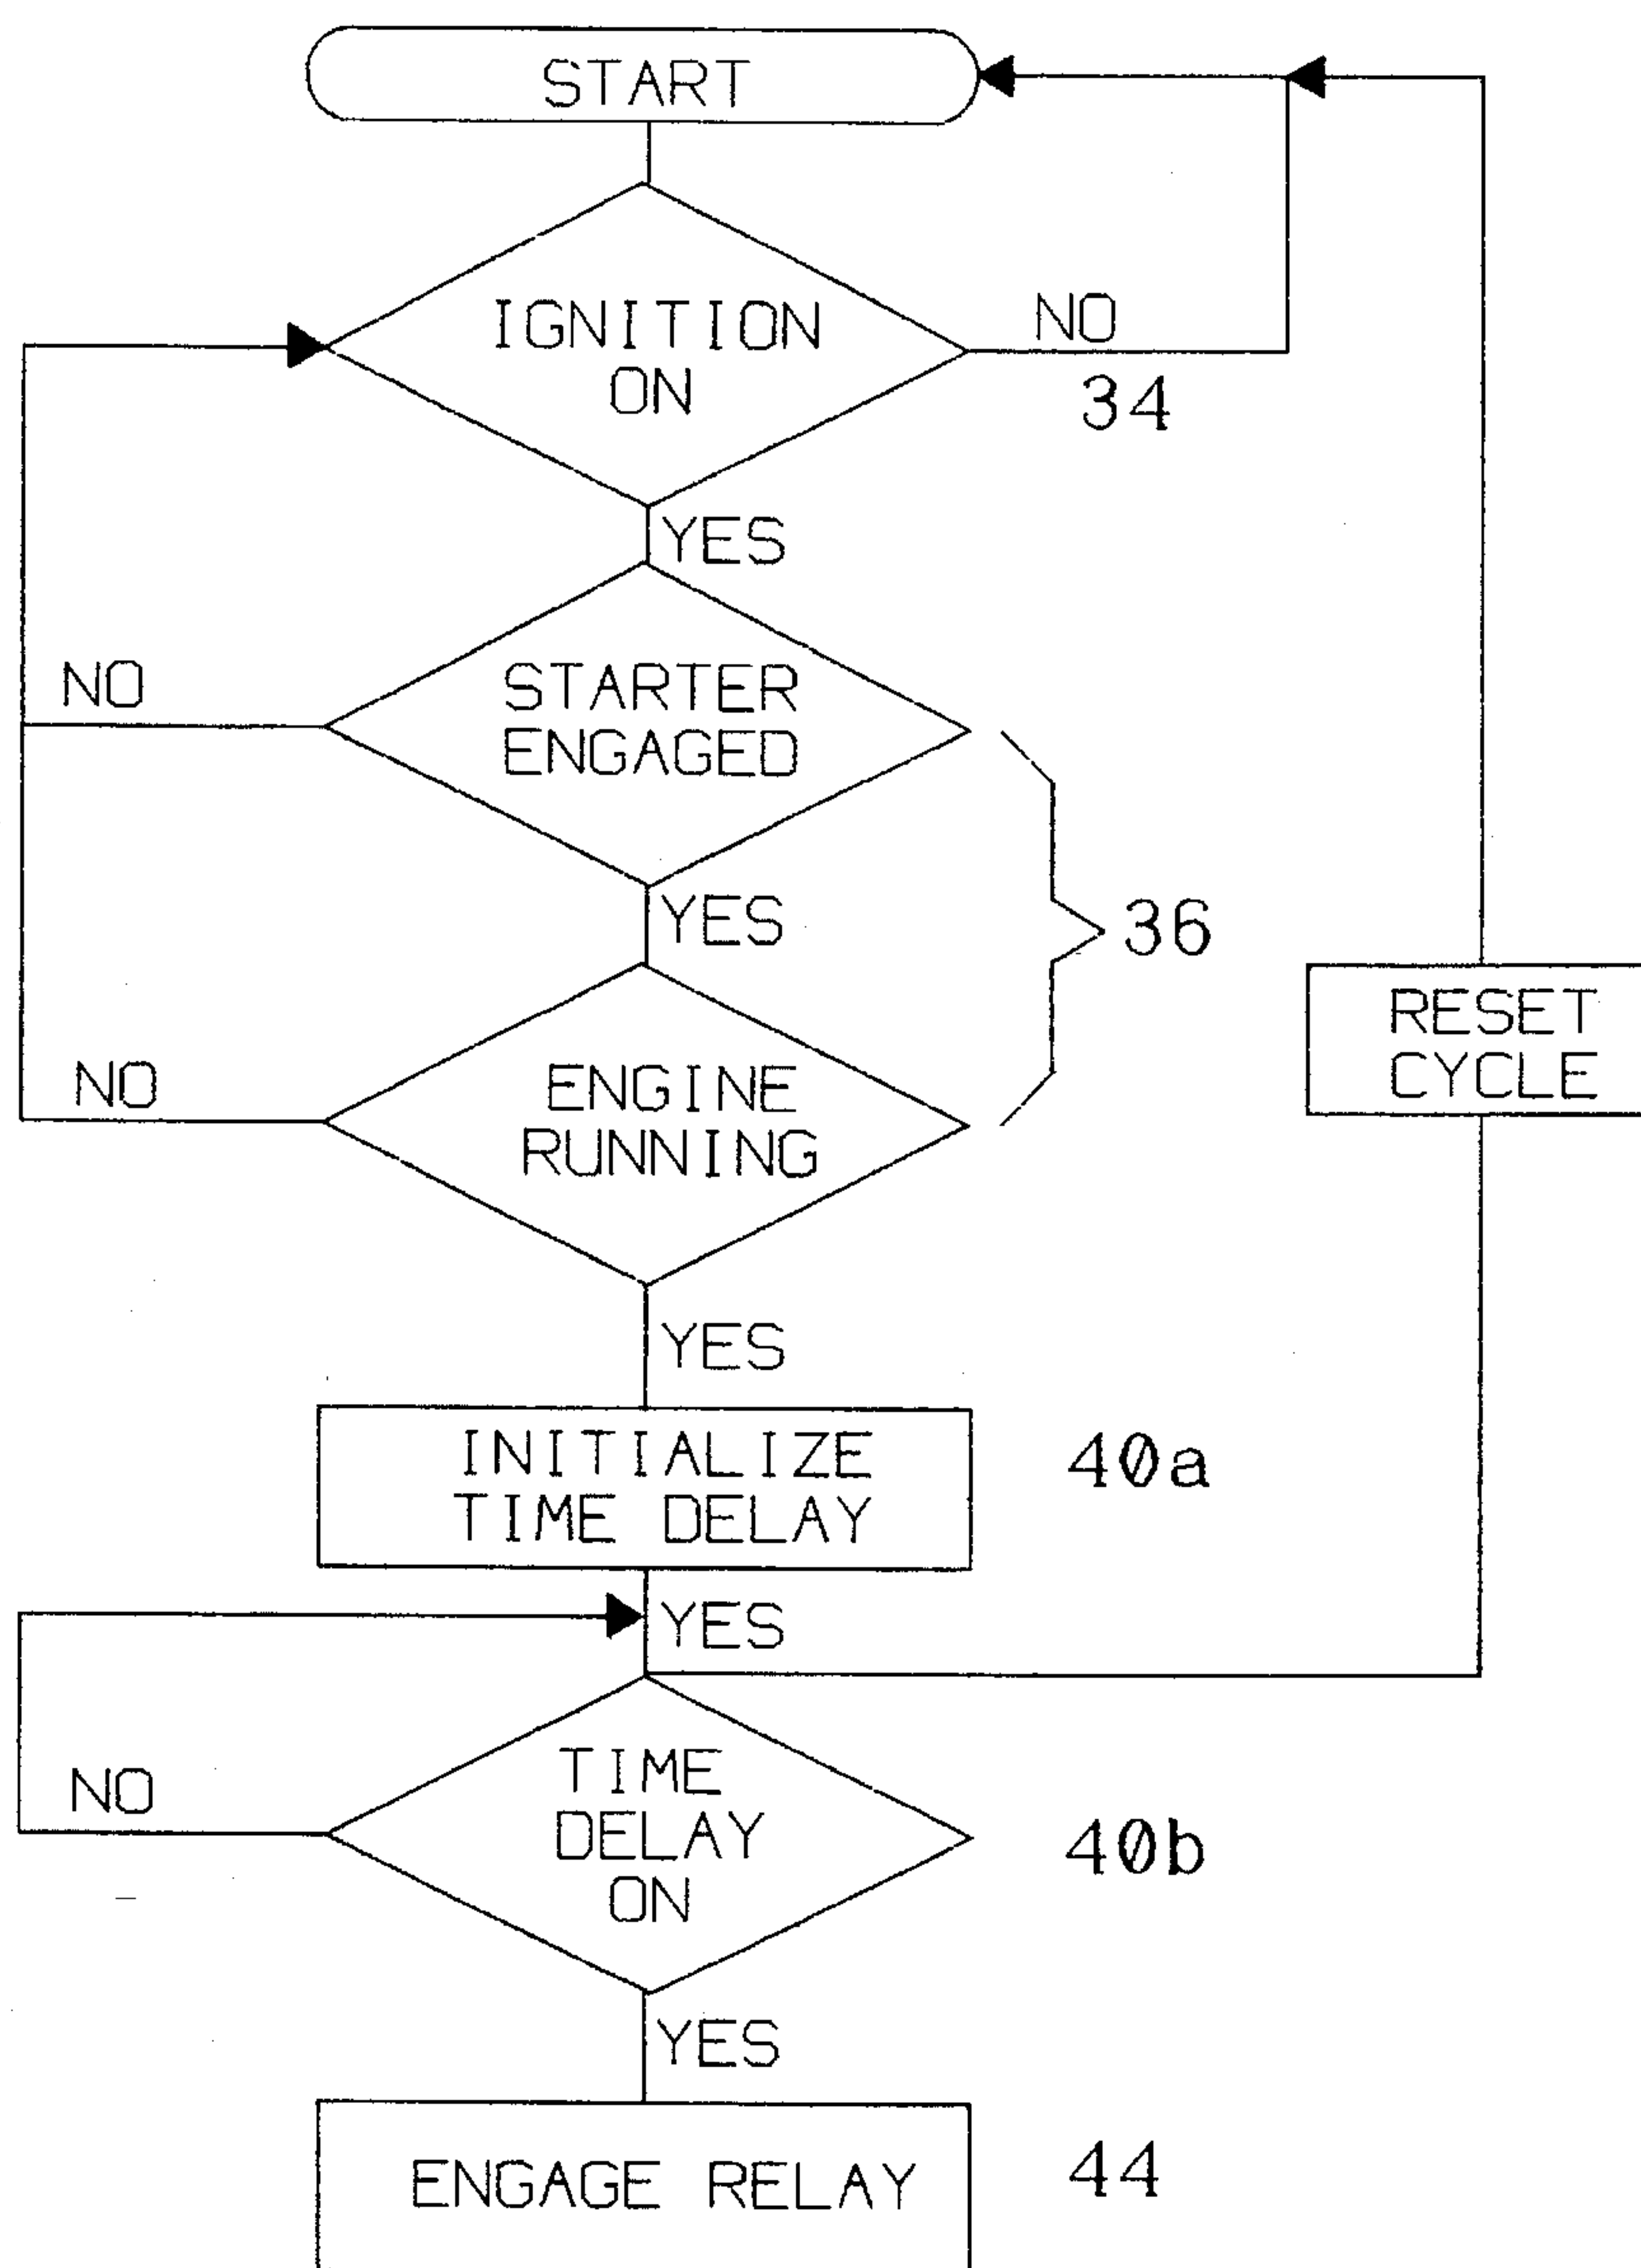 START
IGNITION
ON
NO
34
YES
STARTER
ENGAGED
NO
YES
36
ENGINE
RUNNING
NO
RESET
CYCLE
YES
INITIALIZE
TIME DELAY
40a
YES
TIME
DELAY
ON
NO
40b
YES
ENGAGE RELAY
44